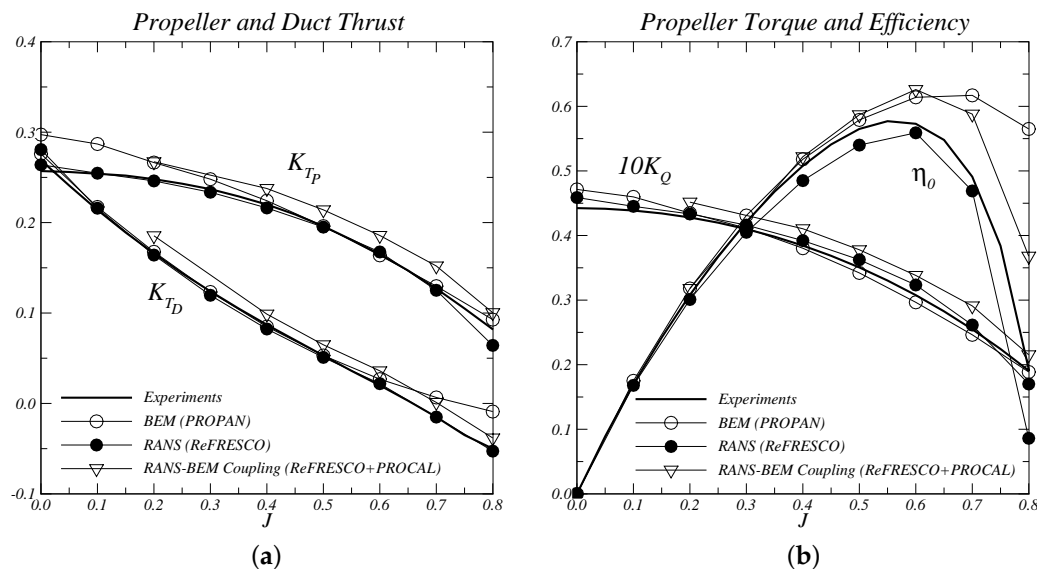 Propeller and Duct Thrust
0.4
0.3
0.2
0.1
0.0
-0.1
K_{T_P}
K_{T_D}
Experiments
BEM (PROPAN)
RANS (ReFRESCO)
RANS-BEM Coupling (ReFRESCO+PROCAL)
0.0 0.1 0.2 0.3 0.4 0.5 0.6 0.7 0.8
J
(a)
Propeller Torque and Efficiency
0.7
0.6
0.5
0.4
0.3
0.2
0.1
0.0
10K_Q
η_0
Experiments
BEM (PROPAN)
RANS (ReFRESCO)
RANS-BEM Coupling (ReFRESCO+PROCAL)
0.0 0.1 0.2 0.3 0.4 0.5 0.6 0.7 0.8
J
(b)